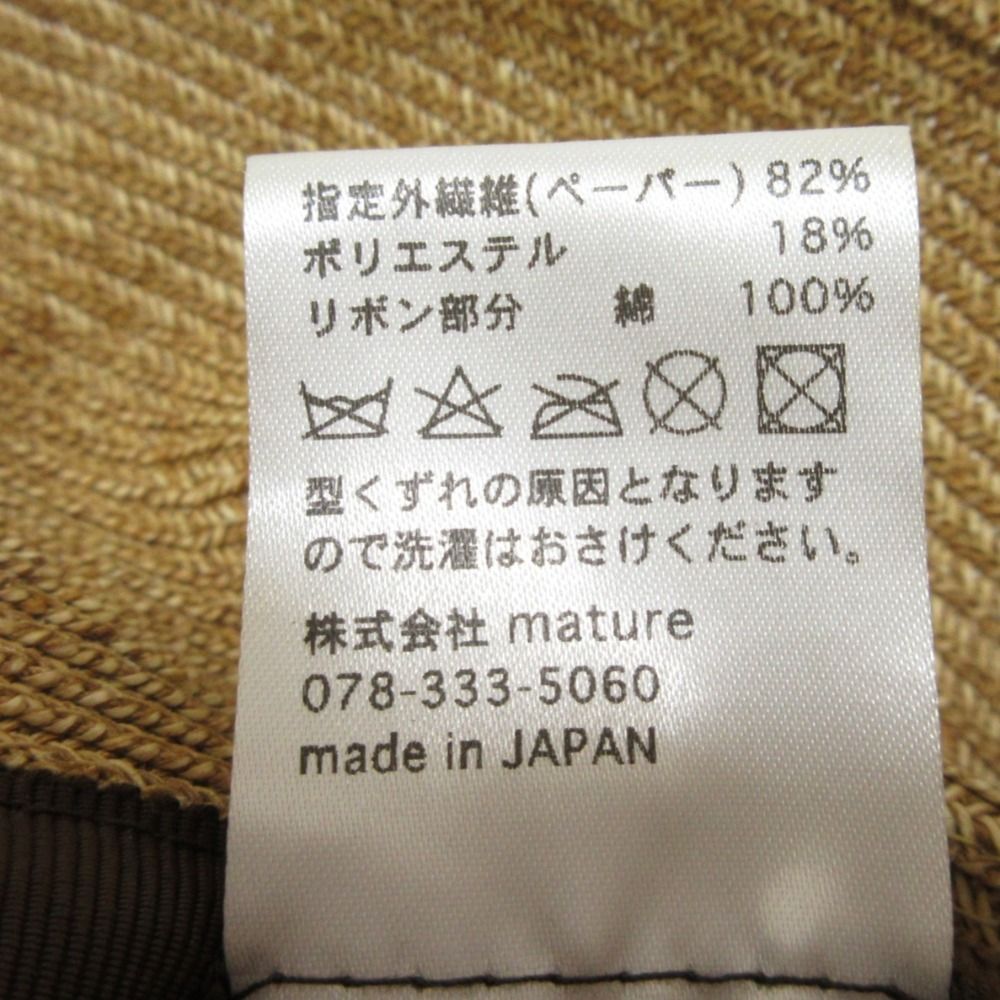 指定外繊維(ペーパー) 82%
ポリエステル 18%
リボン部分 綿 100%
型くずれの原因となります
ので洗濯はおさけください。
株式会社 mature
078-333-5060
made in JAPAN